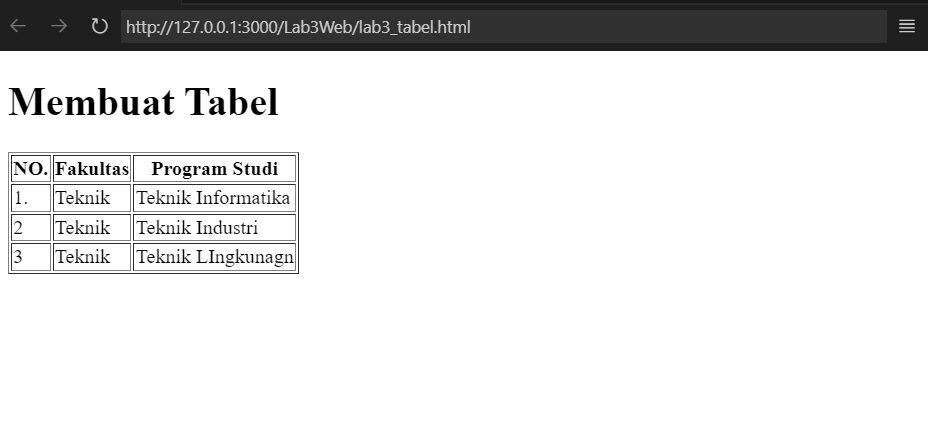 http://127.0.0.1:3000/Lab3Web/lab3_tabel.html
Membuat Tabel
NO. Fakultas Program Studi
1. Teknik Teknik Informatika
2 Teknik Teknik Industri
3 Teknik Teknik LIngkunagn